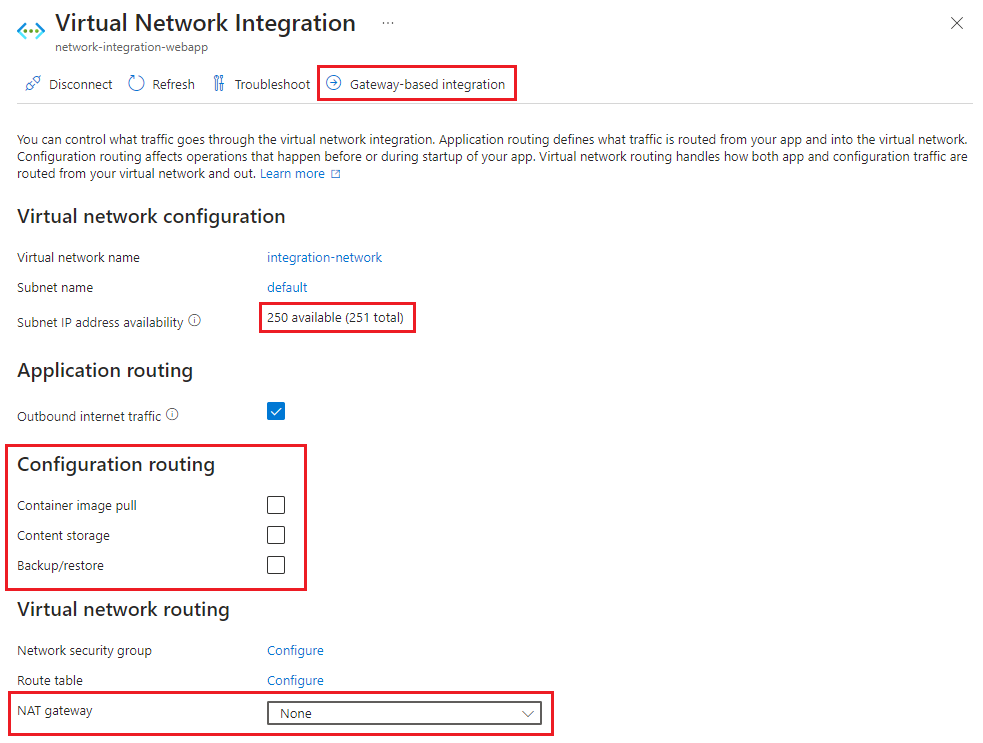 Virtual Network Integration ...
network-integration-webapp
Disconnect Refresh Troubleshoot Gateway-based integration
You can control what traffic goes through the virtual network integration. Application routing defines what traffic is routed from your app and into the virtual network.
Configuration routing affects operations that happen before or during startup of your app. Virtual network routing handles how both app and configuration traffic are
routed from your virtual network and out. Learn more
Virtual network configuration
Virtual network name integration-network
Subnet name default
Subnet IP address availability 250 available (251 total)
Application routing
Outbound internet traffic
Configuration routing
Container image pull
Content storage
Backup/restore
Virtual network routing
Network security group Configure
Route table Configure
NAT gateway None